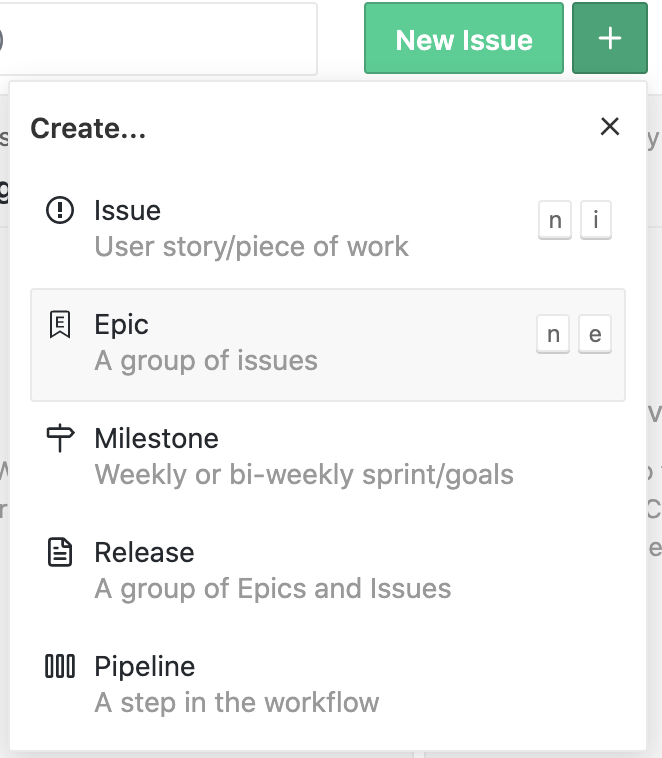 New Issue
+
Create...
Issue
n i
User story/piece of work
E
Epic
n e
A group of issues
Milestone
Weekly or bi-weekly sprint/goals
Release
A group of Epics and Issues
Pipeline
A step in the workflow